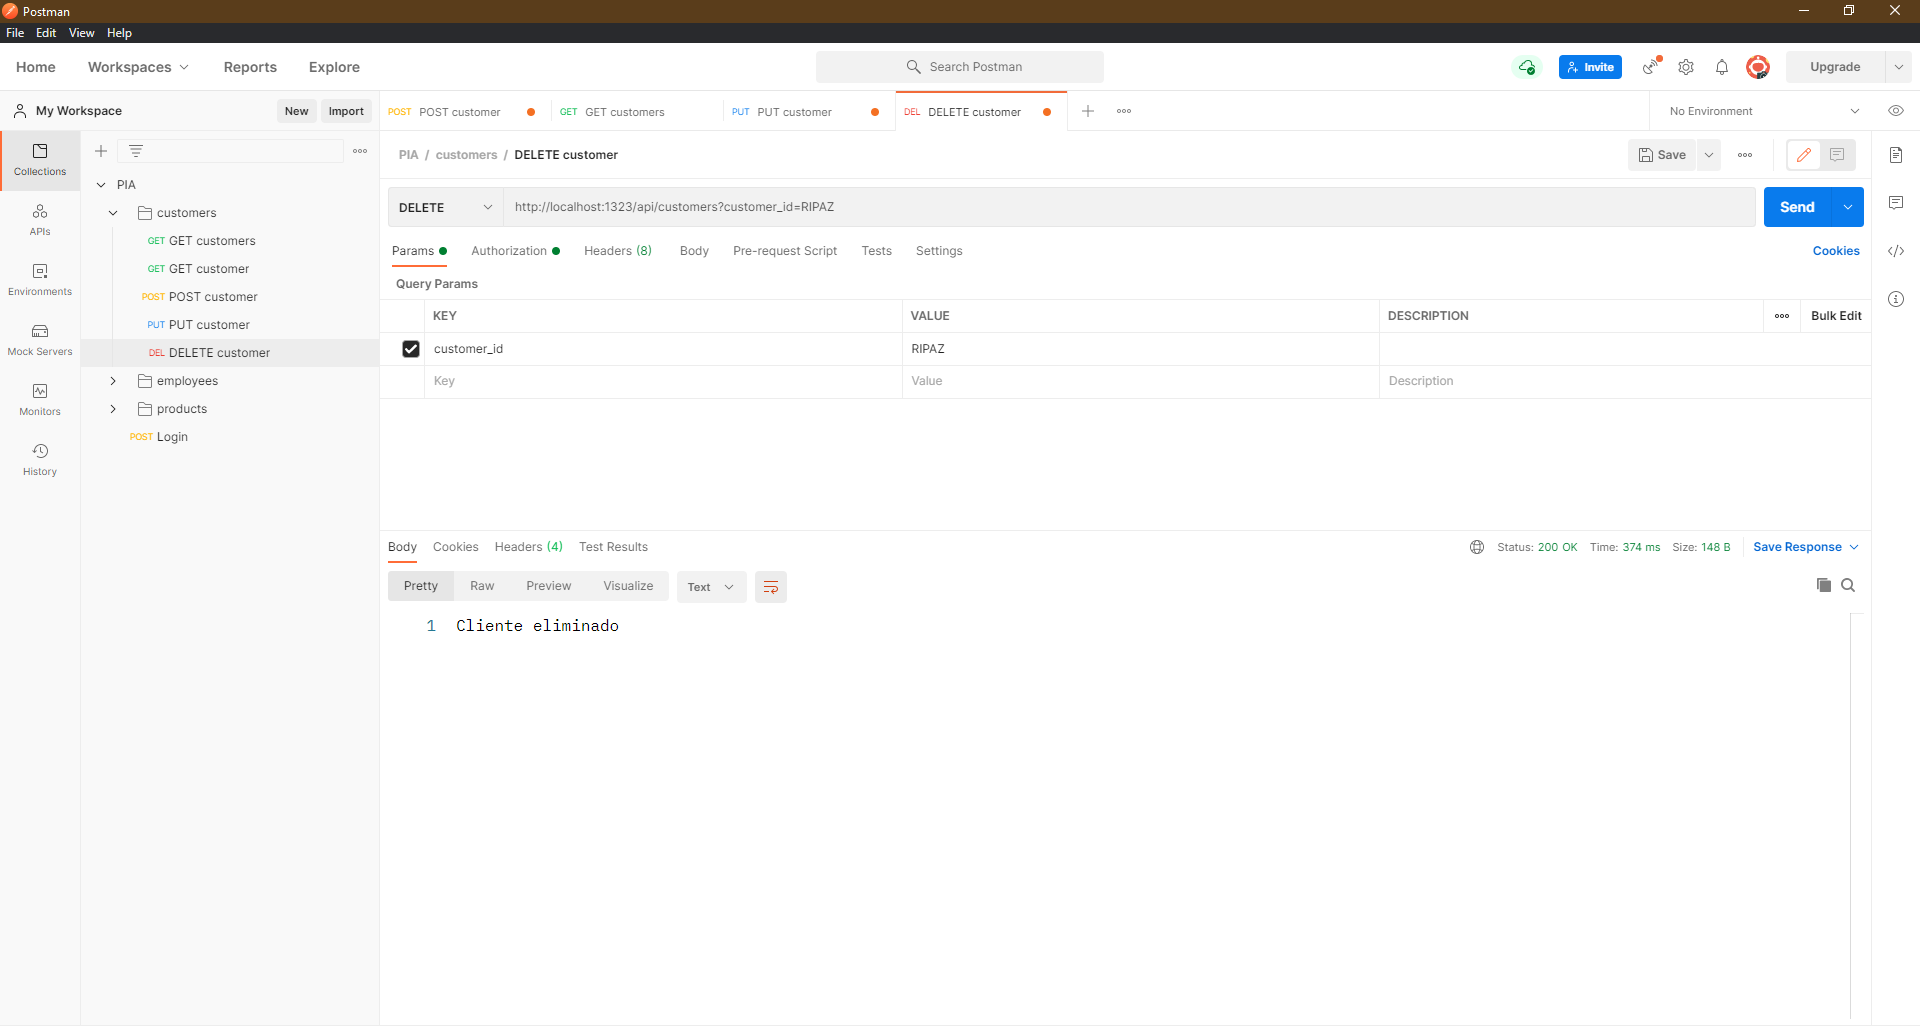 Postman
File Edit View Help
Home Workspaces Reports Explore Search Postman Invite Upgrade
My Workspace New Import POST POST customer GET GET customers PUT PUT customer DEL DELETE customer No Environment
PIA / customers / DELETE customer Save
Collections
APIs
Environments
Mock Servers
Monitors
History
PIA
customers
GET GET customers
GET GET customer
POST POST customer
PUT PUT customer
DEL DELETE customer
employees
products
POST Login
DELETE http://localhost:1323/api/customers?customer_id=RIPAZ Send
Params Authorization Headers (8) Body Pre-request Script Tests Settings Cookies
Query Params
KEY VALUE DESCRIPTION Bulk Edit
customer_id RIPAZ
Key Value Description
Body Cookies Headers (4) Test Results Status: 200 OK Time: 374 ms Size: 148 B Save Response
Pretty Raw Preview Visualize Text
1 Cliente eliminado